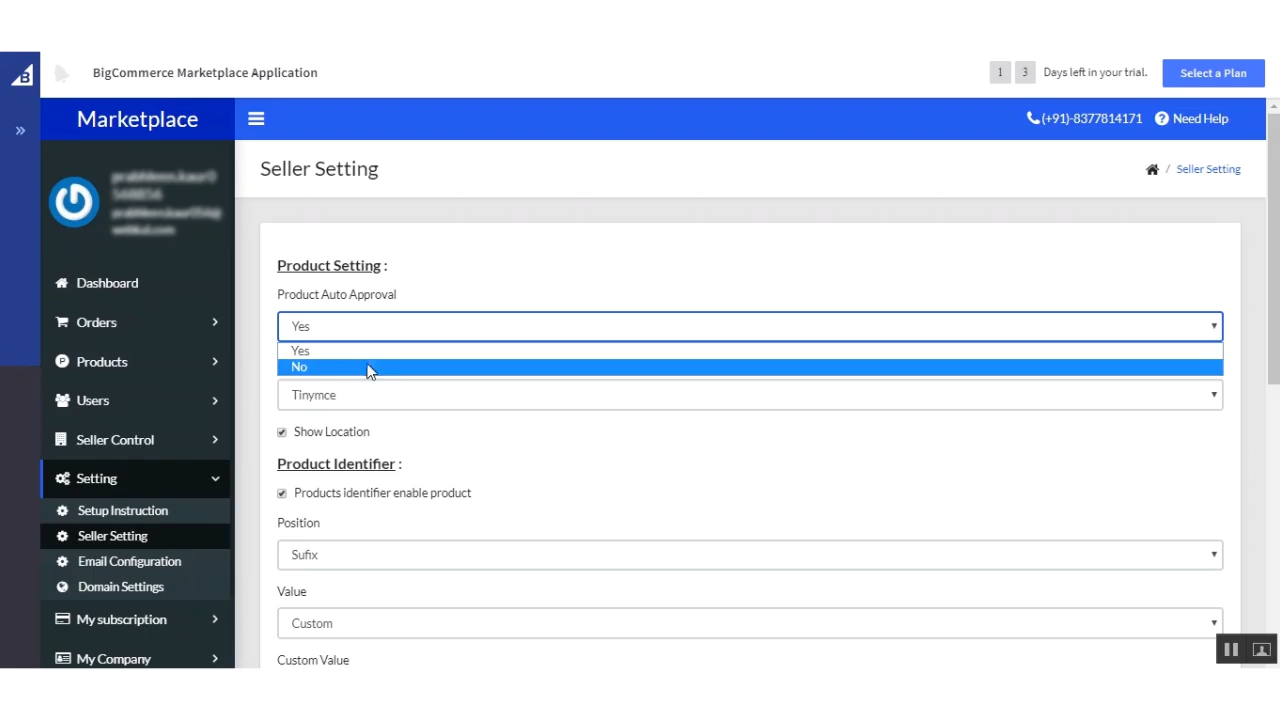 BigCommerce Marketplace Application
1 3 Days left in your trial.
Select a Plan
Marketplace
(+91)-8377814171
Need Help
Seller Setting
/ Seller Setting
Dashboard
Orders
Products
Users
Seller Control
Setting
Setup Instruction
Seller Setting
Email Configuration
Domain Settings
My subscription
My Company
Product Setting :
Product Auto Approval
Yes
Yes
No
Tinymce
Show Location
Product Identifier :
Products identifier enable product
Position
Sufix
Value
Custom
Custom Value